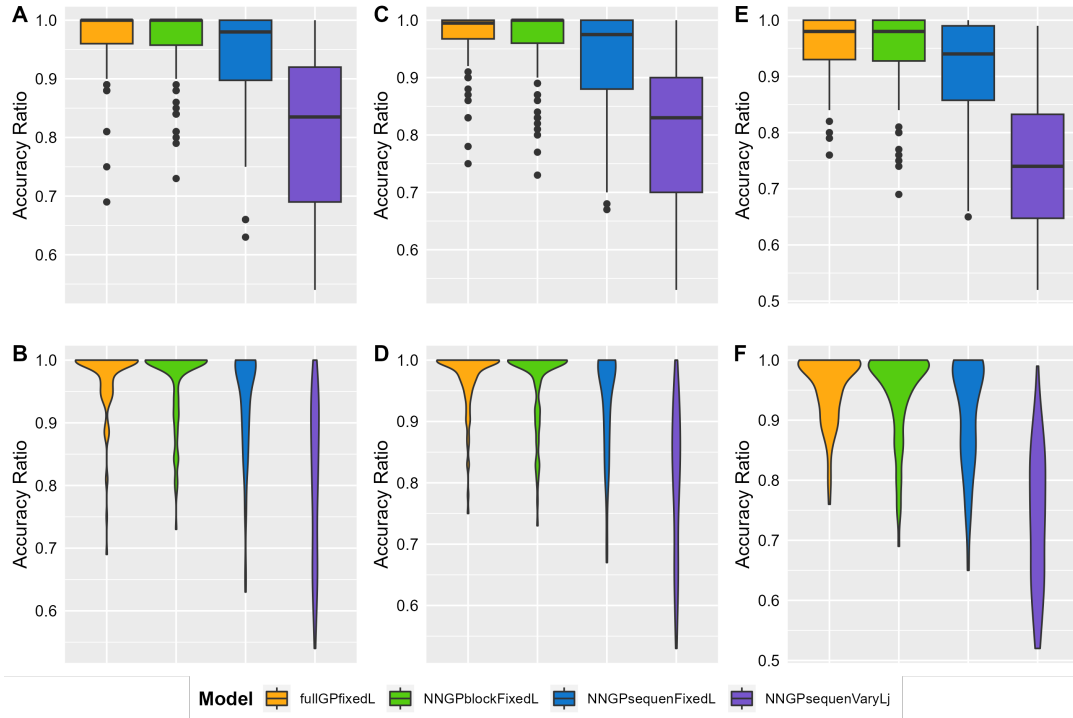 A
C
E
Accuracy Ratio
1.0
0.9
0.8
0.7
0.6
Accuracy Ratio
1.0
0.9
0.8
0.7
0.6
Accuracy Ratio
1.0
0.9
0.8
0.7
0.6
0.5
B
D
F
Accuracy Ratio
1.0
0.9
0.8
0.7
0.6
Accuracy Ratio
1.0
0.9
0.8
0.7
0.6
Accuracy Ratio
1.0
0.9
0.8
0.7
0.6
0.5
Model fullGPfixedL NNGPblockFixedL NNGPsequenFixedL NNGPsequenVaryLj